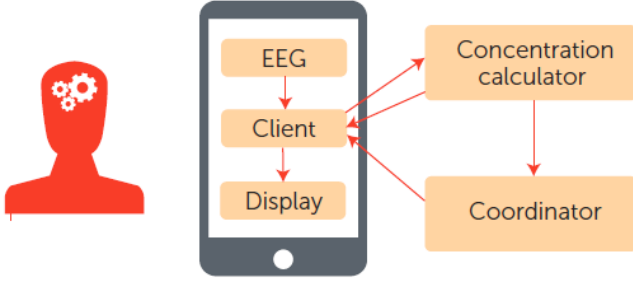 EEG
Client
Display
Concentration
calculator
Coordinator